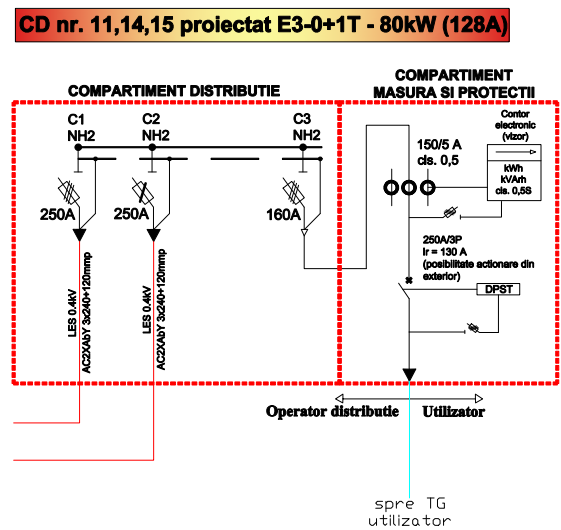 CD nr. 11,14,15 proiectat E3-0+1T - 80kW (128A)
COMPARTIMENT DISTRIBUTIE
COMPARTIMENT
MASURA SI PROTECTII
C1
NH2
C2
NH2
C3
NH2
250A
250A
160A
LES 0.4kV
AC2XAbY 3x240+120mmp
LES 0.4kV
AC2XAbY 3x240+120mmp
150/5 A
cls. 0,5
Contor
electronic
(vizor)
kWh
kVArh
cls. 0,5S
250A/3P
Ir = 130 A
(posibilitate actionare din
exterior)
DPST
Operator distributie
Utilizator
spre TG
utilizator